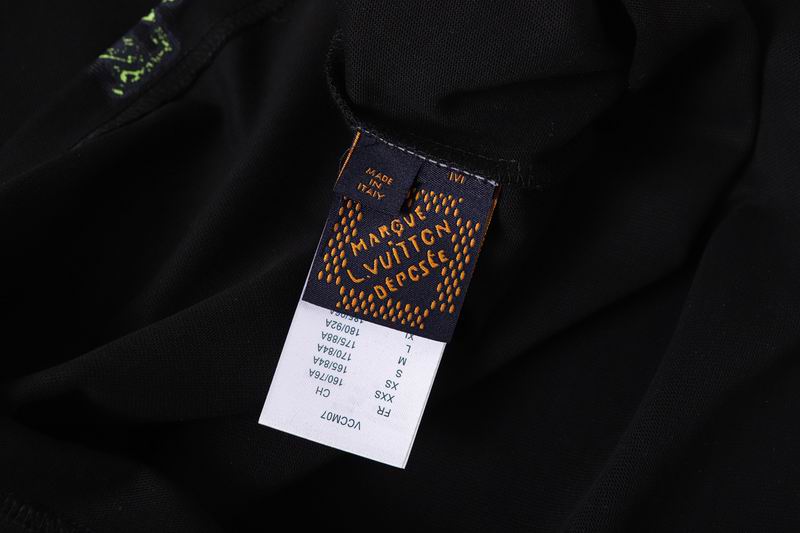 MADE
IN
ITALY
MARQUE
L.VUITTON
DÉPOSÉE
VCCM07
FR CH
XXS 160/76A
XS 165/84A
S 170/84A
M 175/88A
L 180/92A
XL